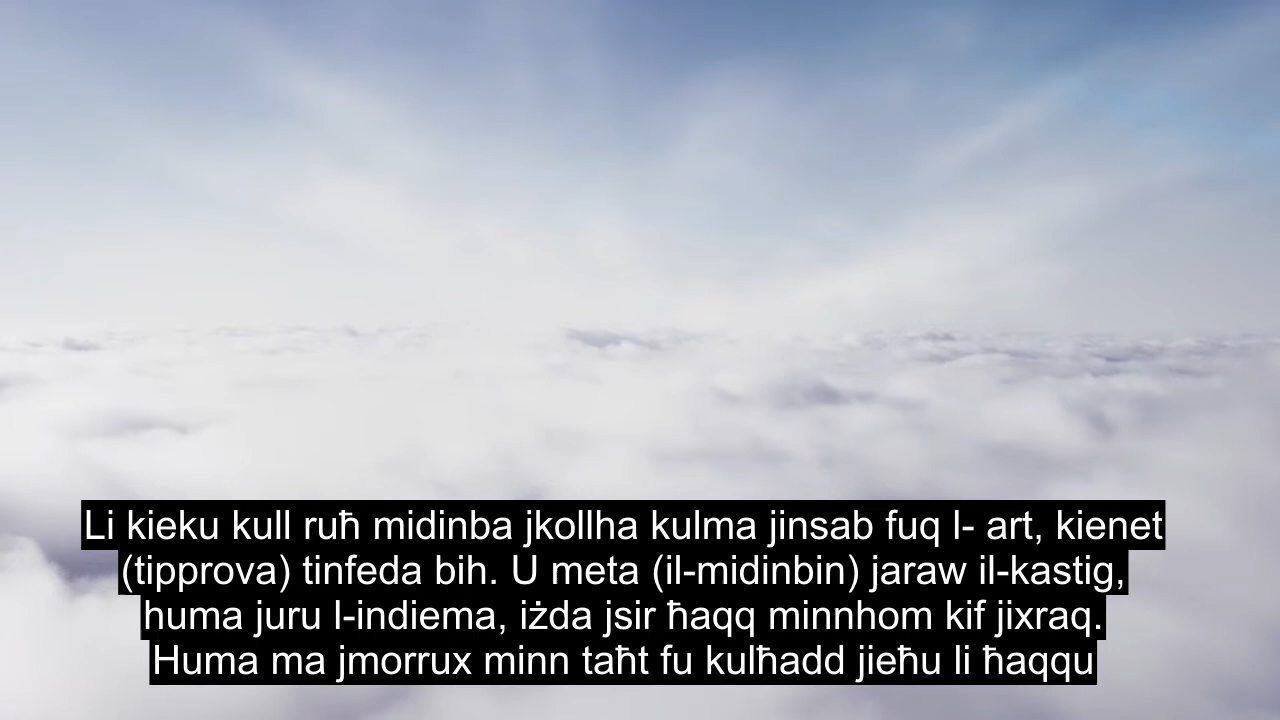 Li kieku kull ruħ midinba jkollha kulma jinsab fuq l- art, kienet
(tipprova) tinfeda bih. U meta (il-midinbin) jaraw il-kastig,
huma juru l-indiema, iżda jsir ħaqq minnhom kif jixraq.
Huma ma jmorrux minn taħt fu kulħadd jieħu li ħaqqu